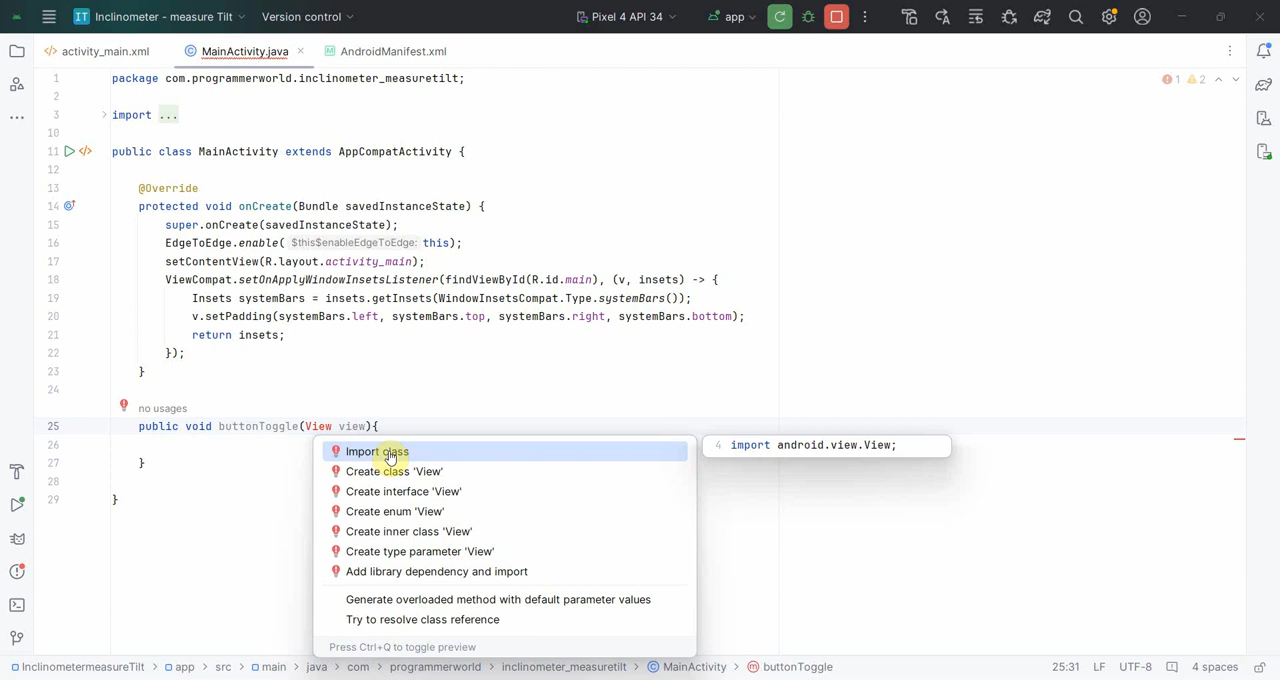 IT Inclinometer - measure Tilt Version control Pixel 4 API 34 app
activity_main.xml MainActivity.java AndroidManifest.xml
1 package com.programmerworld.inclinometer_measuretilt; 1 2
2
3 import ...
10
11 public class MainActivity extends AppCompatActivity {
12
13 @Override
14 protected void onCreate(Bundle savedInstanceState) {
15 super.onCreate(savedInstanceState);
16 EdgeToEdge.enable( $this$enableEdgeToEdge: this);
17 setContentView(R.layout.activity_main);
18 ViewCompat.setOnApplyWindowInsetsListener(findViewById(R.id.main), (v, insets) -> {
19 Insets systemBars = insets.getInsets(WindowInsetsCompat.Type.systemBars());
20 v.setPadding(systemBars.left, systemBars.top, systemBars.right, systemBars.bottom);
21 return insets;
22 });
23 }
24
no usages
25 public void buttonToggle(View view){
26
27 }
28
29 }
Import class
4 import android.view.View;
Create class 'View'
Create interface 'View'
Create enum 'View'
Create inner class 'View'
Create type parameter 'View'
Add library dependency and import
Generate overloaded method with default parameter values
Try to resolve class reference
Press Ctrl+Q to toggle preview
InclinometermeasureTilt > app > src > main > java > com > programmerworld > inclinometer_measuretilt > MainActivity > buttonToggle 25:31 LF UTF-8 4 spaces